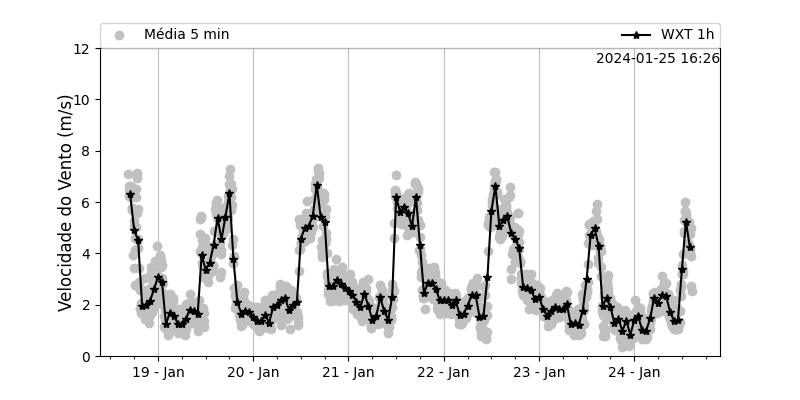 Média 5 min
WXT 1h
2024-01-25 16:26
Velocidade do Vento (m/s)
12
10
8
6
4
2
0
19 - Jan
20 - Jan
21 - Jan
22 - Jan
23 - Jan
24 - Jan